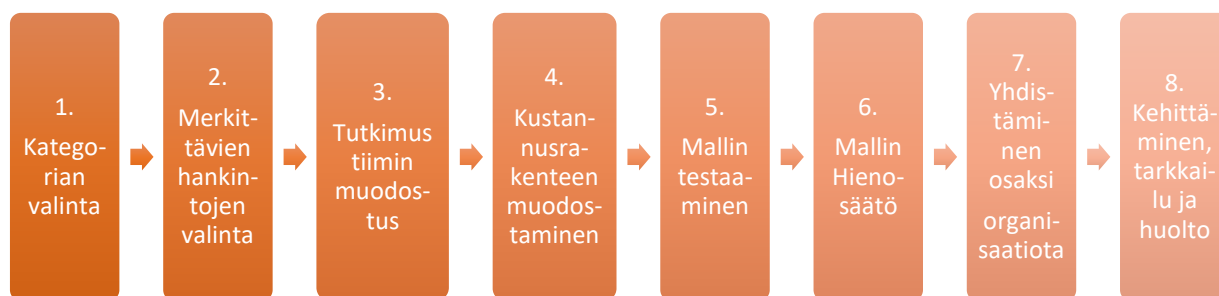 1.
Katego-
rian
valinta
2.
Merkit-
tävien
hankin-
tojen
valinta
3.
Tutkimus
tiimin
muodos-
tus
4.
Kustan-
nusra-
kenteen
muodos-
taminen
5.
Mallin
testaa-
minen
6.
Mallin
Hieno-
säätö
7.
Yhdis-
tämi-
nen
osaksi
organi-
saatiota
8.
Kehittä-
minen,
tarkkai-
lu ja
huolto